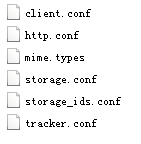 client.conf
http.conf
mime.types
storage.conf
storage_ids.conf
tracker.conf